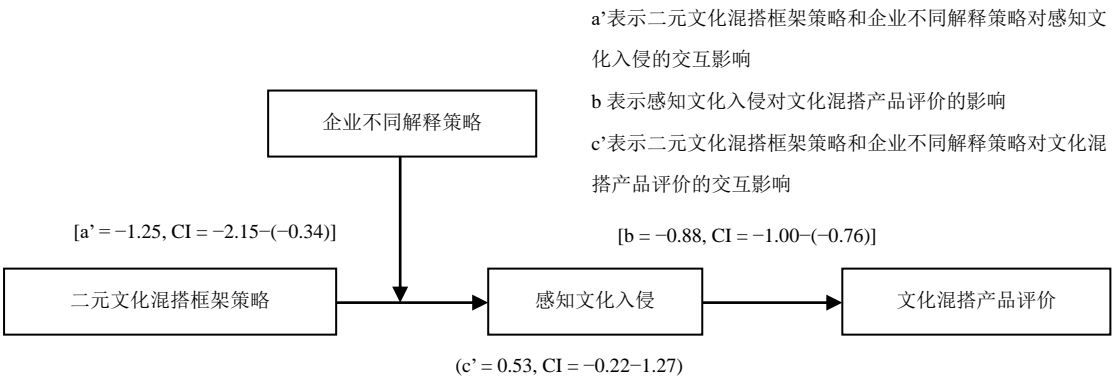 a’表示二元文化混搭框架策略和企业不同解释策略对感知文
化入侵的交互影响
b 表示感知文化入侵对文化混搭产品评价的影响
c’表示二元文化混搭框架策略和企业不同解释策略对文化混
搭产品评价的交互影响
企业不同解释策略
[a’ = −1.25, CI = −2.15−(−0.34)]
[b = −0.88, CI = −1.00−(−0.76)]
二元文化混搭框架策略
感知文化入侵
文化混搭产品评价
(c’ = 0.53, CI = −0.22−1.27)